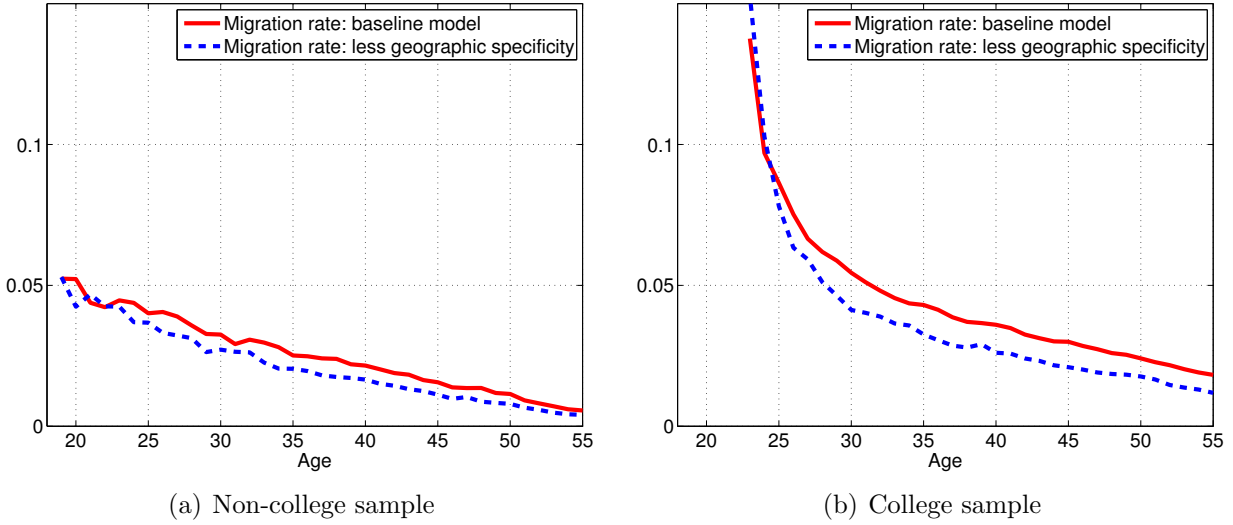 Migration rate: baseline model
Migration rate: less geographic specificity
0.1
0.05
0
20 25 30 35 40 45 50 55
Age
(a) Non-college sample
Migration rate: baseline model
Migration rate: less geographic specificity
0.1
0.05
0
20 25 30 35 40 45 50 55
Age
(b) College sample